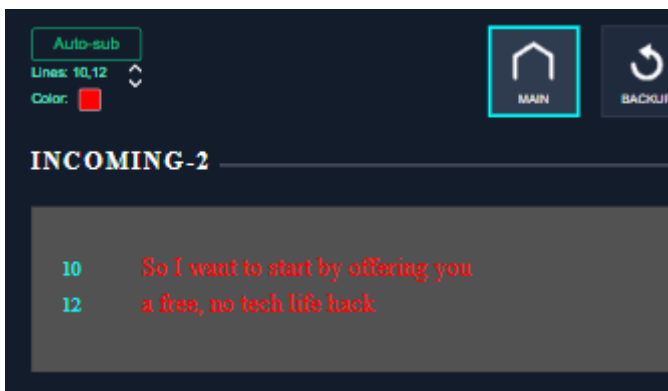 Auto-sub
Lines: 10,12
Color:
MAIN
INCOMING-2
10 So I want to start by offering you
12 a free, no tech life hack